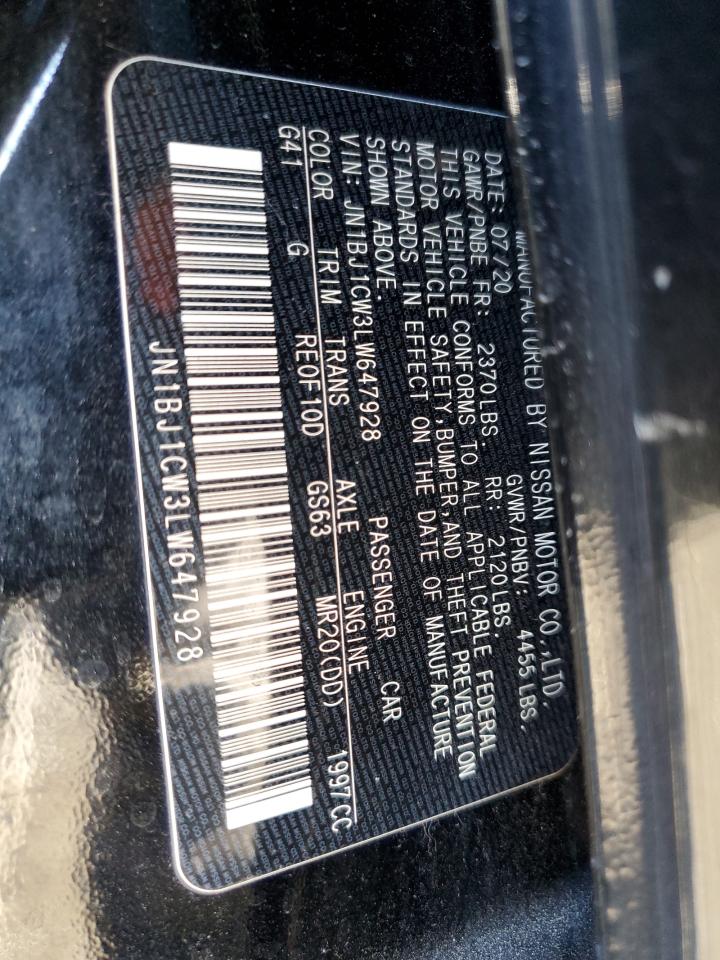 MANUFACTURED BY NISSAN MOTOR CO.,LTD.
DATE: 07/20 GVWR/PNBV: 4455 LBS.
GAWR/PNBE FR: 2370LBS. RR: 2120LBS.
THIS VEHICLE CONFORMS TO ALL APPLICABLE FEDERAL
MOTOR VEHICLE SAFETY,BUMPER,AND THEFT PREVENTION
STANDARDS IN EFFECT ON THE DATE OF MANUFACTURE
SHOWN ABOVE.
VIN: JN1BJ1CW3LW647928 PASSENGER CAR
COLOR TRIM TRANS AXLE ENGINE
G41 G RE0F10D GS63 MR20(DD) 1997CC
JN1BJ1CW3LW647928